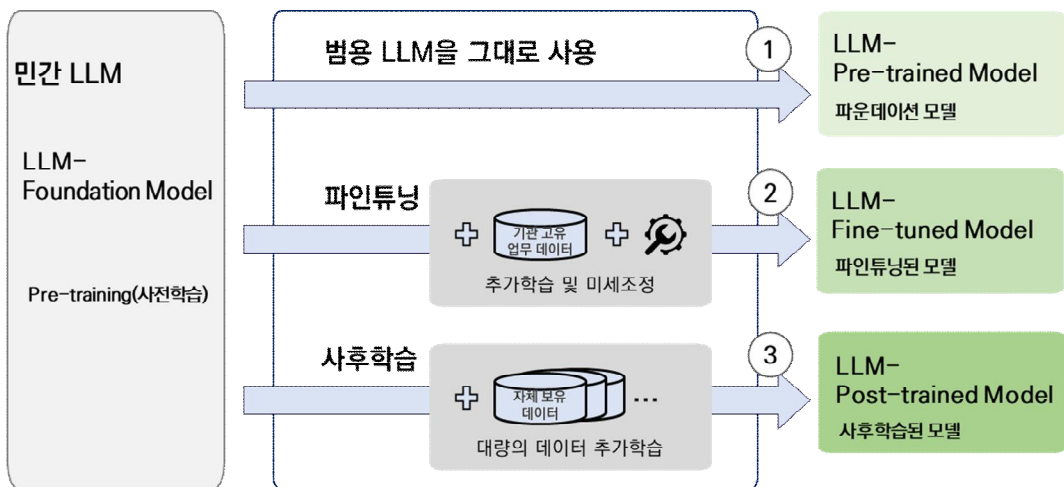 민간 LLM
LLM-
Foundation Model
Pre-training(사전학습)
범용 LLM을 그대로 사용
1
LLM-
Pre-trained Model
파운데이션 모델
파인튜닝
기관 고유
업무 데이터
추가학습 및 미세조정
2
LLM-
Fine-tuned Model
파인튜닝된 모델
사후학습
자체 보유
데이터
...
대량의 데이터 추가학습
3
LLM-
Post-trained Model
사후학습된 모델